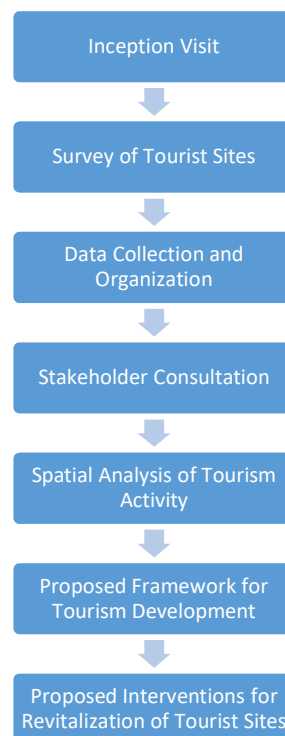 Inception Visit
Survey of Tourist Sites
Data Collection and
Organization
Stakeholder Consultation
Spatial Analysis of Tourism
Activity
Proposed Framework for
Tourism Development
Proposed Interventions for
Revitalization of Tourist Sites